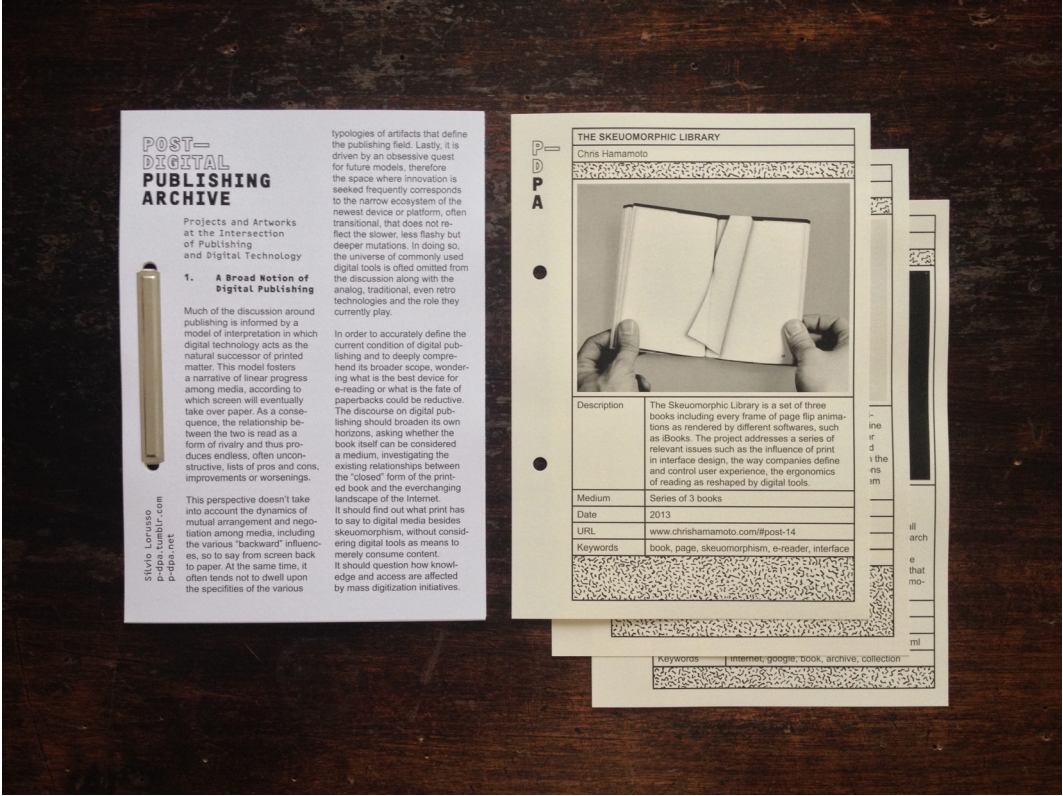 POST—
DIGITAL
PUBLISHING
ARCHIVE
Projects and Artworks
at the Intersection
of Publishing
and Digital Technology
1. A Broad Notion of
Digital Publishing
Much of the discussion around
publishing is informed by a
model of interpretation in which
digital technology acts as the
natural successor of printed
matter. This model fosters
a narrative of linear progress
among media, according to
which screen will eventually
take over paper. As a conse-
quence, the relationship be-
tween the two is read as a
form of rivalry and thus pro-
duces endless, often uncon-
structive, lists of pros and cons,
improvements or worsenings.
This perspective doesn't take
into account the dynamics of
mutual arrangement and nego-
tiation among media, including
the various "backward" influenc-
es, so to say from screen back
to paper. At the same time, it
often tends not to dwell upon
the specifities of the various
Silvio Lorusso
p-dpa.tumblr.com
p-dpa.net
typologies of artifacts that define
the publishing field. Lastly, it is
driven by an obsessive quest
for future models, therefore
the space where innovation is
seeked frequently corresponds
to the narrow ecosystem of the
newest device or platform, often
transitional, that does not re-
flect the slower, less flashy but
deeper mutations. In doing so,
the universe of commonly used
digital tools is ofted omitted from
the discussion along with the
analog, traditional, even retro
technologies and the role they
currently play.
In order to accurately define the
current condition of digital pub-
lishing and to deeply compre-
hend its broader scope, wonder-
ing what is the best device for
e-reading or what is the fate of
paperbacks could be reductive.
The discourse on digital pub-
lishing should broaden its own
horizons, asking whether the
book itself can be considered
a medium, investigating the
existing relationships between
the "closed" form of the print-
ed book and the everchanging
landscape of the Internet.
It should find out what print has
to say to digital media besides
skeuomorphism, without consid-
ering digital tools as means to
merely consume content.
It should question how knowl-
edge and access are affected
by mass digitization initiatives.
P—
D
P
A
THE SKEUOMORPHIC LIBRARY
Chris Hamamoto
Description The Skeuomorphic Library is a set of three
books including every frame of page flip anima-
tions as rendered by different softwares, such
as iBooks. The project addresses a series of
relevant issues such as the influence of print
in interface design, the way companies define
and control user experience, the ergonomics
of reading as reshaped by digital tools.
Medium Series of 3 books
Date 2013
URL www.chrishamamoto.com/#post-14
Keywords book, page, skeuomorphism, e-reader, interface
Keywords internet, google, book, archive, collection